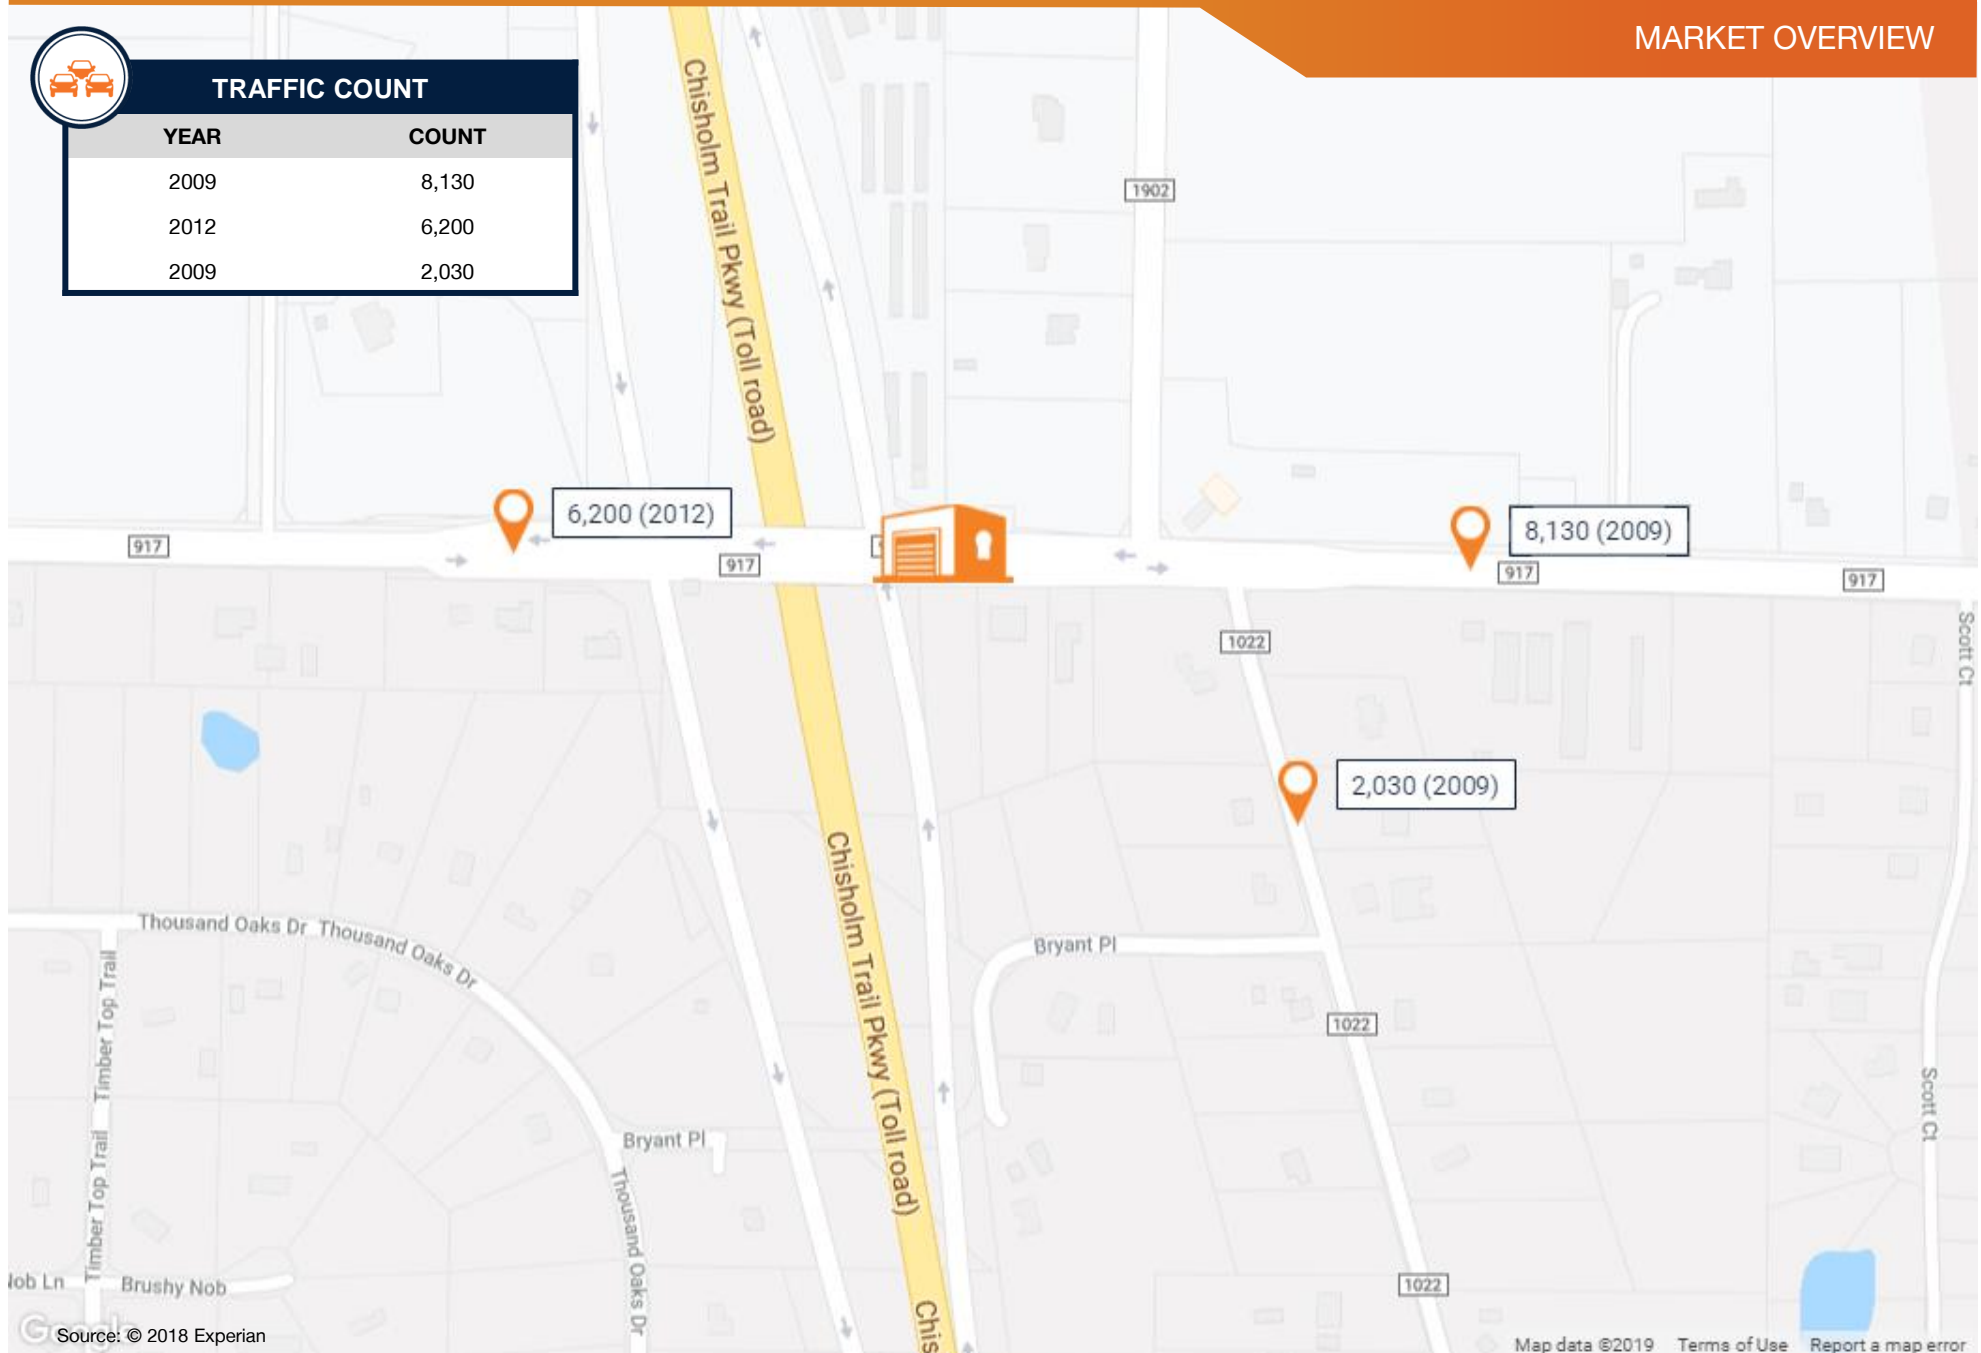 MARKET OVERVIEW
TRAFFIC COUNT
YEAR COUNT
2009 8,130
2012 6,200
2009 2,030
Chisholm Trail Pkwy (Toll road)
1902
6,200 (2012)
8,130 (2009)
917
917
917
917
1022
Scott Ct
2,030 (2009)
Chisholm Trail Pkwy (Toll road)
Thousand Oaks Dr
Thousand Oaks Dr
Bryant Pl
Timber Top Trail
1022
Scott Ct
Timber Top Trail
Bryant Pl
Thousand Oaks Dr
Nob Ln
Brushy Nob
1022
Chis
Google
Source: © 2018 Experian
Map data ©2019 Terms of Use Report a map error